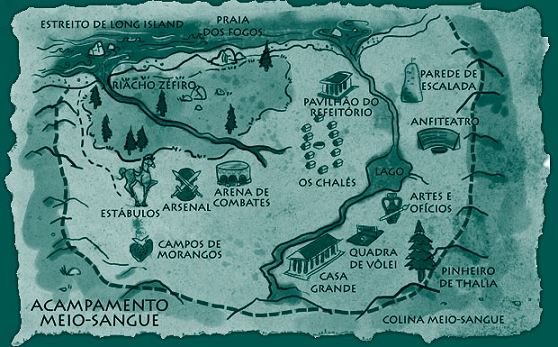 ESTREITO DE LONG ISLAND
PRAIA
DOS FOGOS
RIACHO ZÉFIRO
PAREDE DE
ESCALADA
PAVILHÃO DO
REFEITÓRIO
ANFITEATRO
OS CHALÉS
LAGO
ESTÁBULOS
ARSENAL
ARENA DE
COMBATES
ARTES E
OFÍCIOS
CAMPOS DE
MORANGOS
QUADRA
DE VÔLEI
CASA
GRANDE
PINHEIRO
DE THALIA
ACAMPAMENTO
MEIO-SANGUE
COLINA MEIO-SANGUE